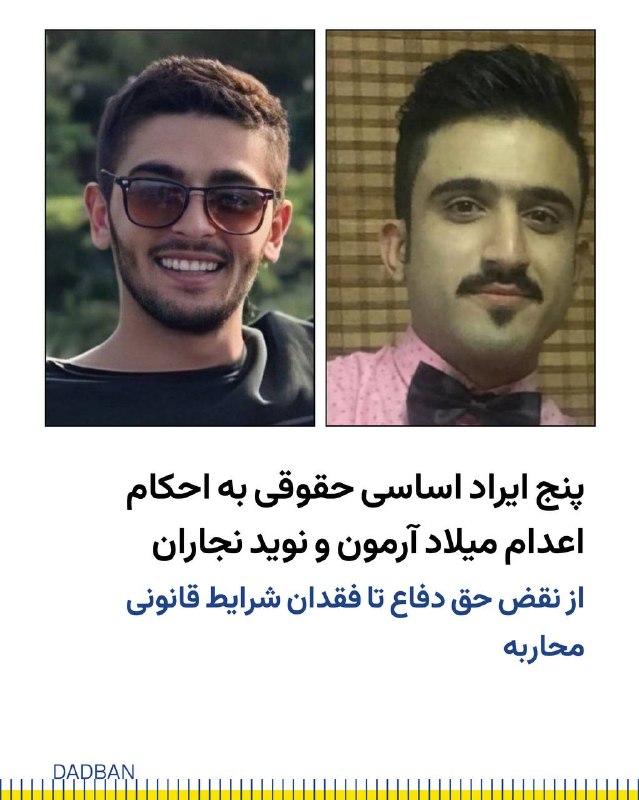 پنج ایراد اساسی حقوقی به احکام
اعدام میلاد آرمون و نوید نجاران
از نقض حق دفاع تا فقدان شرایط قانونی
محاربه
DADBAN